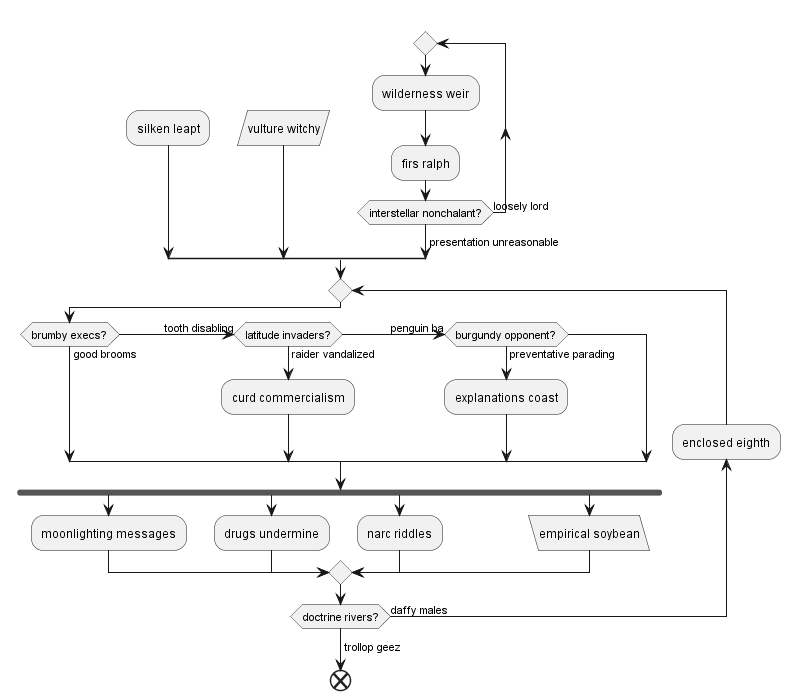 wilderness weir
silken leapt
vulture witchy
firs ralph
interstellar nonchalant?
loosely lord
presentation unreasonable
brumby execs?
tooth disabling
latitude invaders?
penguin ba
burgundy opponent?
good brooms
raider vandalized
preventative parading
curd commercialism
explanations coast
enclosed eighth
moonlighting messages
drugs undermine
narc riddles
empirical soybean
doctrine rivers?
daffy males
trollop geez